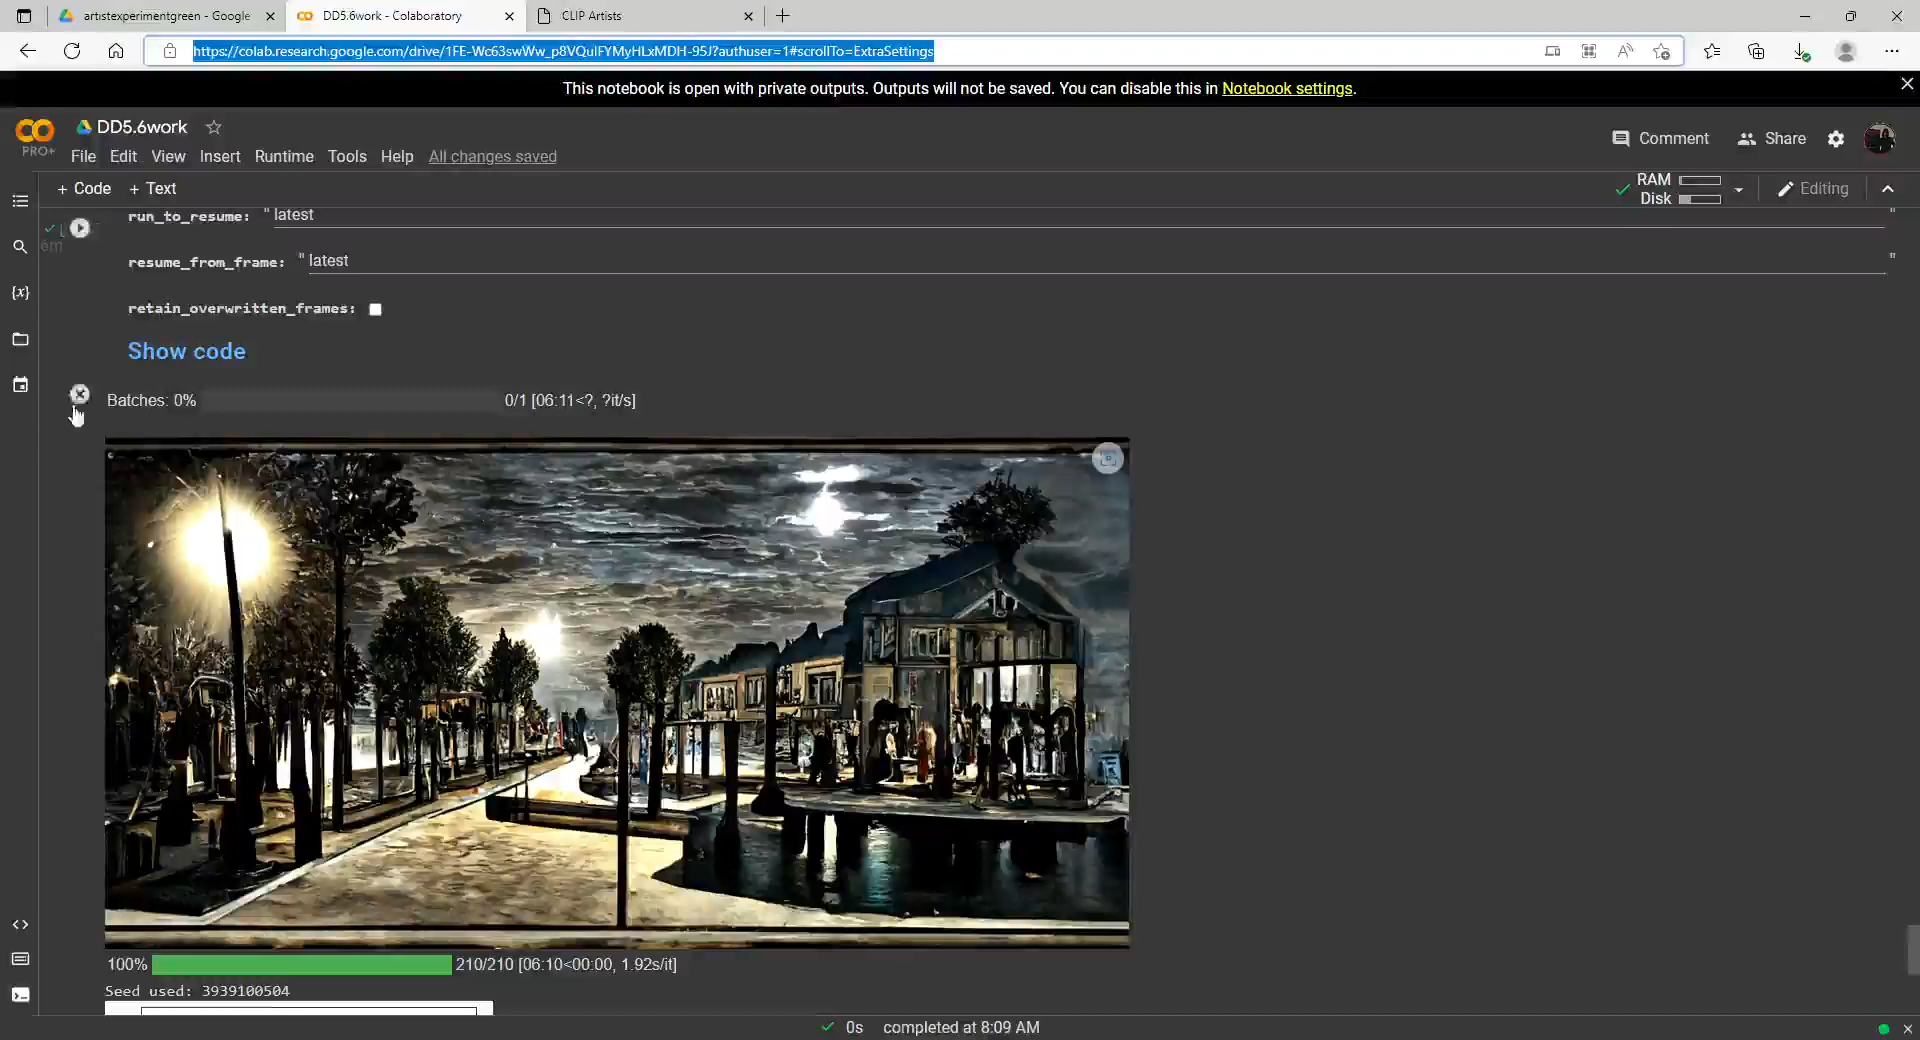 artistexperimentgreen - Google
DD5.6work - Colaboratory
CLIP Artists
https://colab.research.google.com/drive/1FE-Wc63swWw_p8VQuIFYMyHLxMDH-95J?authuser=1#scrollTo=ExtraSettings
This notebook is open with private outputs. Outputs will not be saved. You can disable this in Notebook settings.
CO
PRO+
DD5.6work
File Edit View Insert Runtime Tools Help All changes saved
Comment
Share
+ Code + Text
RAM
Disk
Editing
run_to_resume: " latest "
resume_from_frame: " latest "
{x}
retain_overwritten_frames:
Show code
Batches: 0% 0/1 [06:11<?, ?it/s]
100% 210/210 [06:10<00:00, 1.92s/it]
Seed used: 3939100504
0s completed at 8:09 AM